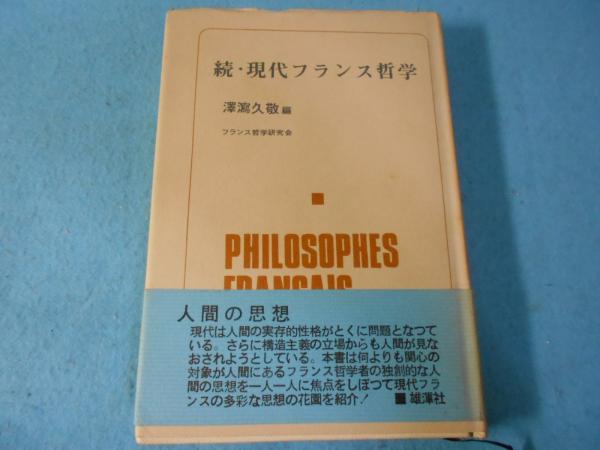 続・現代フランス哲学
澤瀉久敬 編
フランス哲学研究会
PHILOSOPHES
FRANÇAIS
人間の思想
現代は人間の実存的性格がとくに問題となつて
いる。さらに構造主義の立場からも人間が見な
おされようとしている。本書は何よりも関心の
対象が人間にあるフランス哲学者の独創的な人
間の思想を一人一人に焦点をしぼつて現代フラ
ンスの多彩な思想の花園を紹介!
■雄渾社